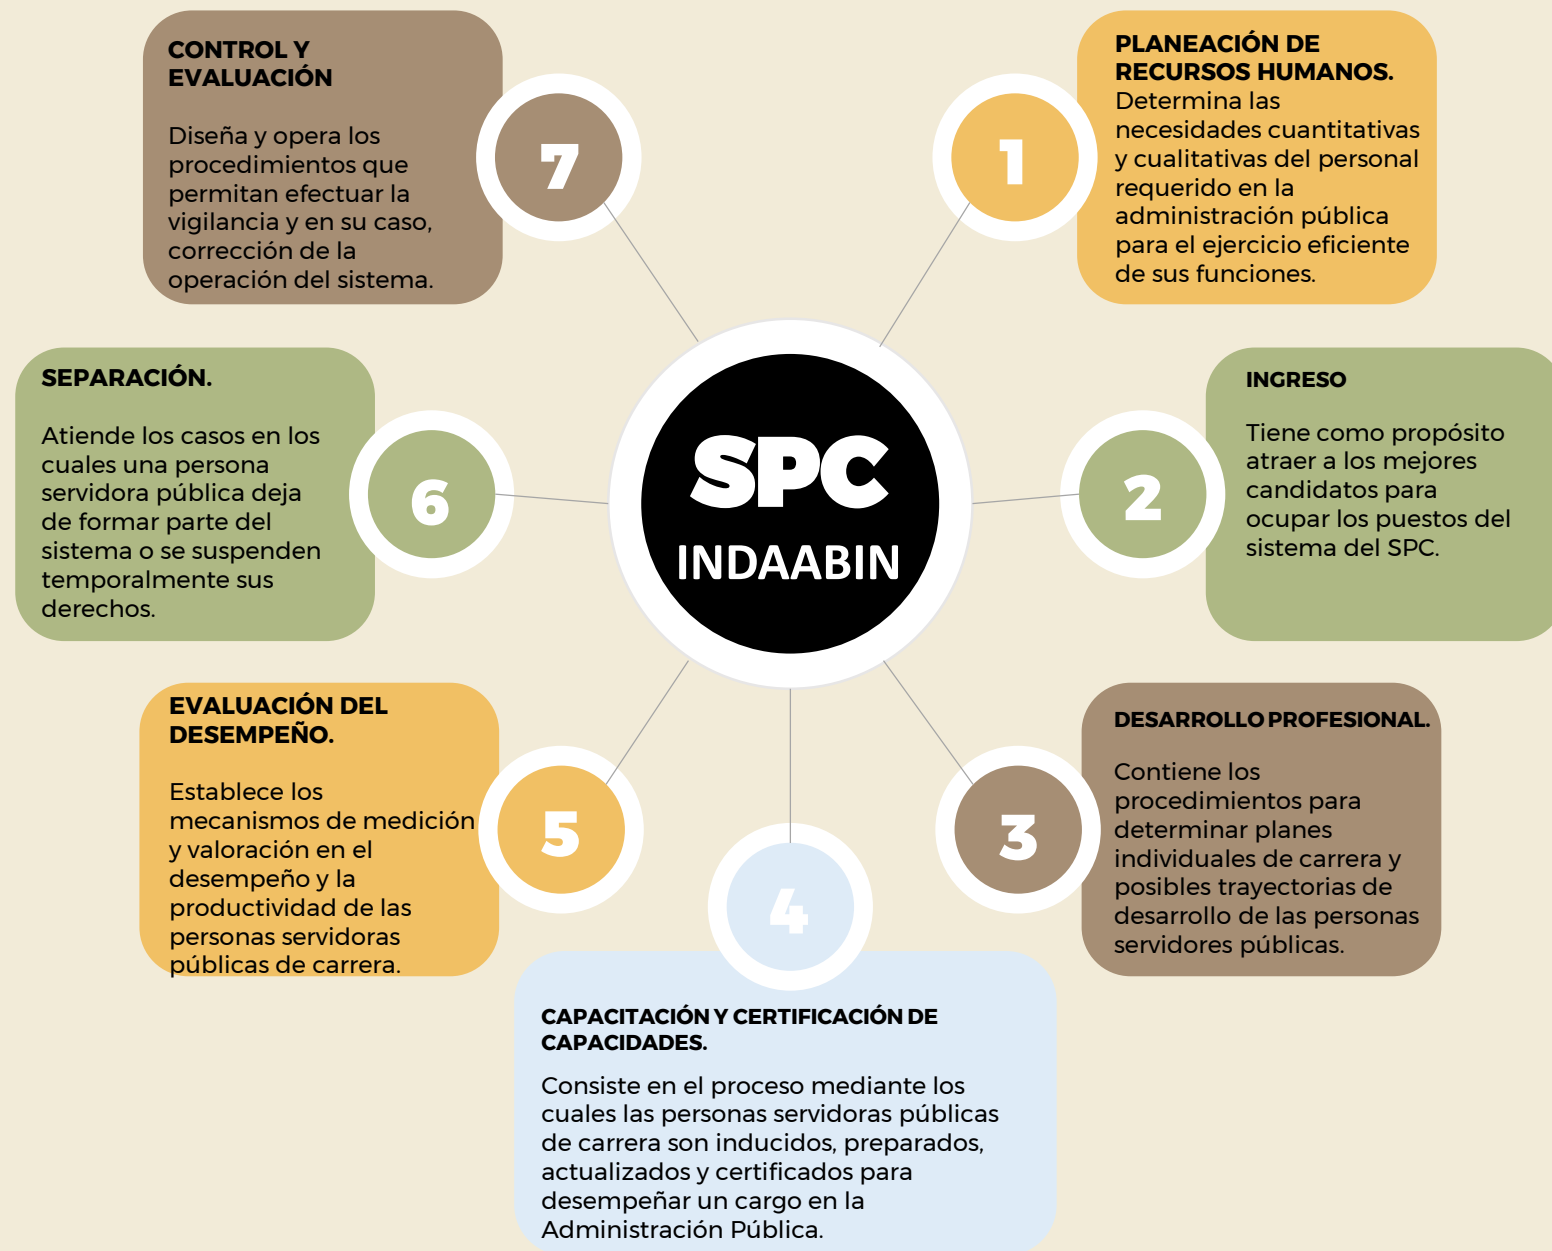 SPC
INDAABIN
1
PLANEACIÓN DE
RECURSOS HUMANOS.
Determina las
necesidades cuantitativas
y cualitativas del personal
requerido en la
administración pública
para el ejercicio eficiente
de sus funciones.
2
INGRESO
Tiene como propósito
atraer a los mejores
candidatos para
ocupar los puestos del
sistema del SPC.
3
DESARROLLO PROFESIONAL.
Contiene los
procedimientos para
determinar planes
individuales de carrera y
posibles trayectorias de
desarrollo de las personas
servidores públicas.
4
CAPACITACIÓN Y CERTIFICACIÓN DE
CAPACIDADES.
Consiste en el proceso mediante los
cuales las personas servidoras públicas
de carrera son inducidos, preparados,
actualizados y certificados para
desempeñar un cargo en la
Administración Pública.
5
EVALUACIÓN DEL
DESEMPEÑO.
Establece los
mecanismos de medición
y valoración en el
desempeño y la
productividad de las
personas servidoras
públicas de carrera.
6
SEPARACIÓN.
Atiende los casos en los
cuales una persona
servidora pública deja
de formar parte del
sistema o se suspenden
temporalmente sus
derechos.
7
CONTROL Y
EVALUACIÓN
Diseña y opera los
procedimientos que
permitan efectuar la
vigilancia y en su caso,
corrección de la
operación del sistema.